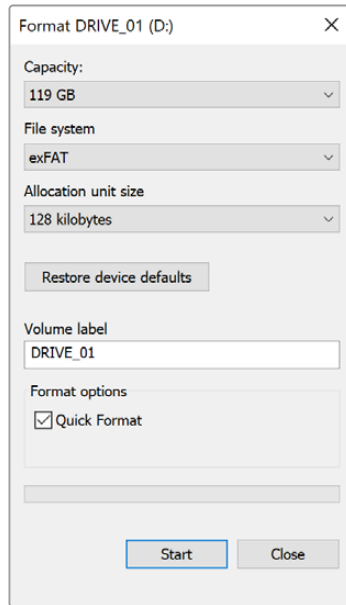 Format DRIVE_01 (D:)
Capacity:
119 GB
File system
exFAT
Allocation unit size
128 kilobytes
Restore device defaults
Volume label
DRIVE_01
Format options
Quick Format
Start Close